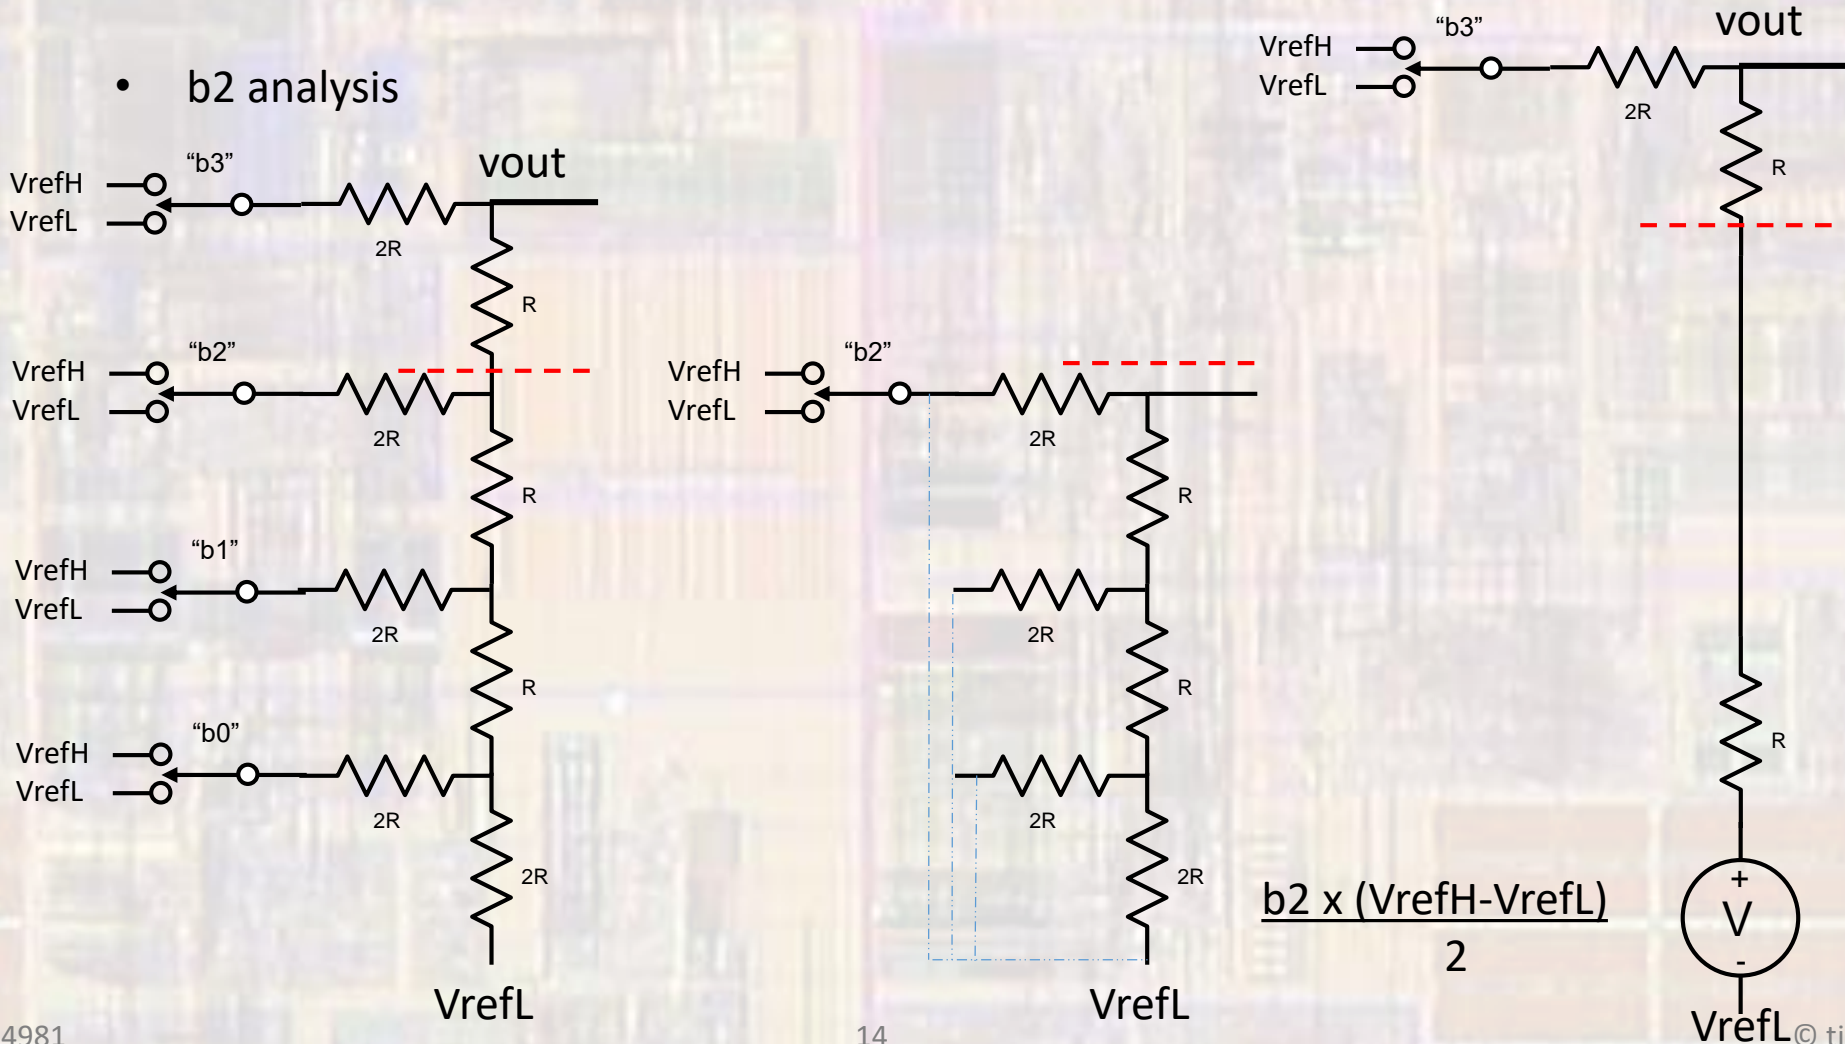 • b2 analysis
"b3"
VrefH
VrefL
2R
vout
R
"b2"
VrefH
VrefL
2R
R
"b1"
VrefH
VrefL
2R
R
"b0"
VrefH
VrefL
2R
2R
VrefL
"b2"
VrefH
VrefL
2R
R
2R
R
2R
2R
VrefL
"b3"
VrefH
VrefL
2R
vout
R
R
b2 x (VrefH-VrefL)
2
+
V
-
VrefL
4981
14
© ti